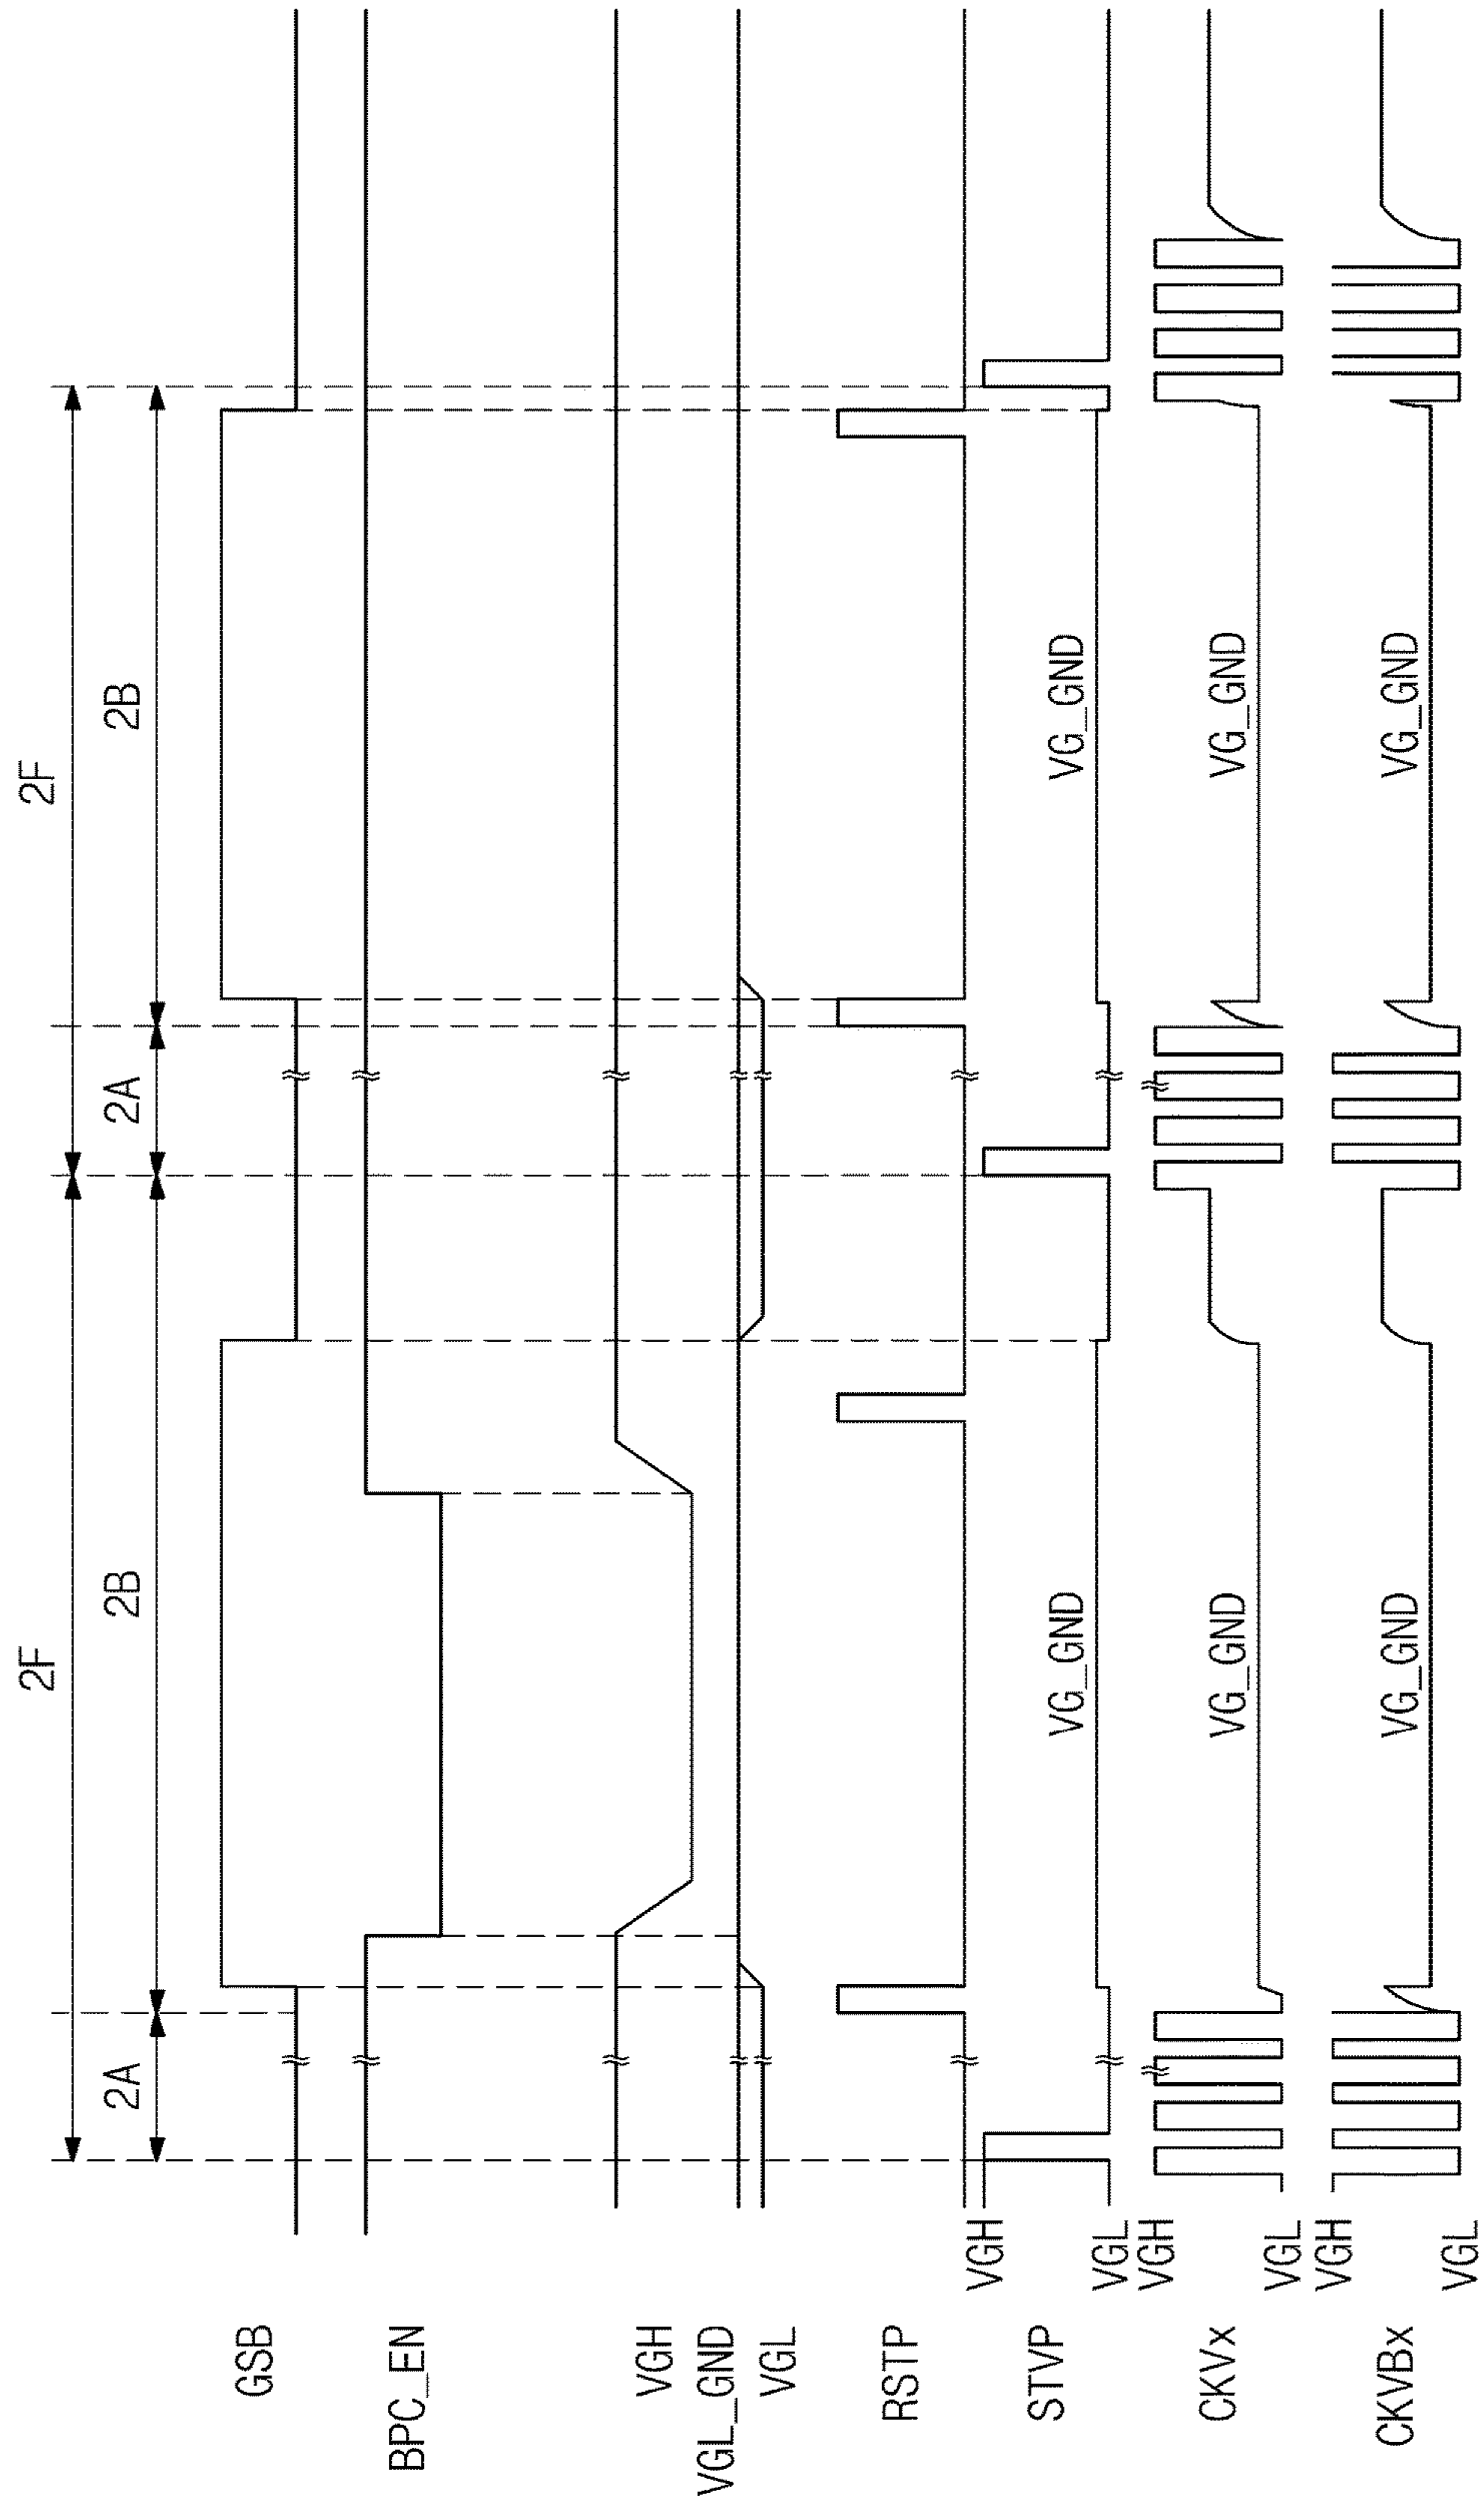 2F 2F
2A 2B 2A 2B
GSB
BPC_EN
VGH
VGL_GND
VGL
RSTP
VGH
STVP VG_GND VG_GND
VGL
VGH
CKVx VG_GND VG_GND
VGL
VGH
CKVBx VG_GND VG_GND
VGL